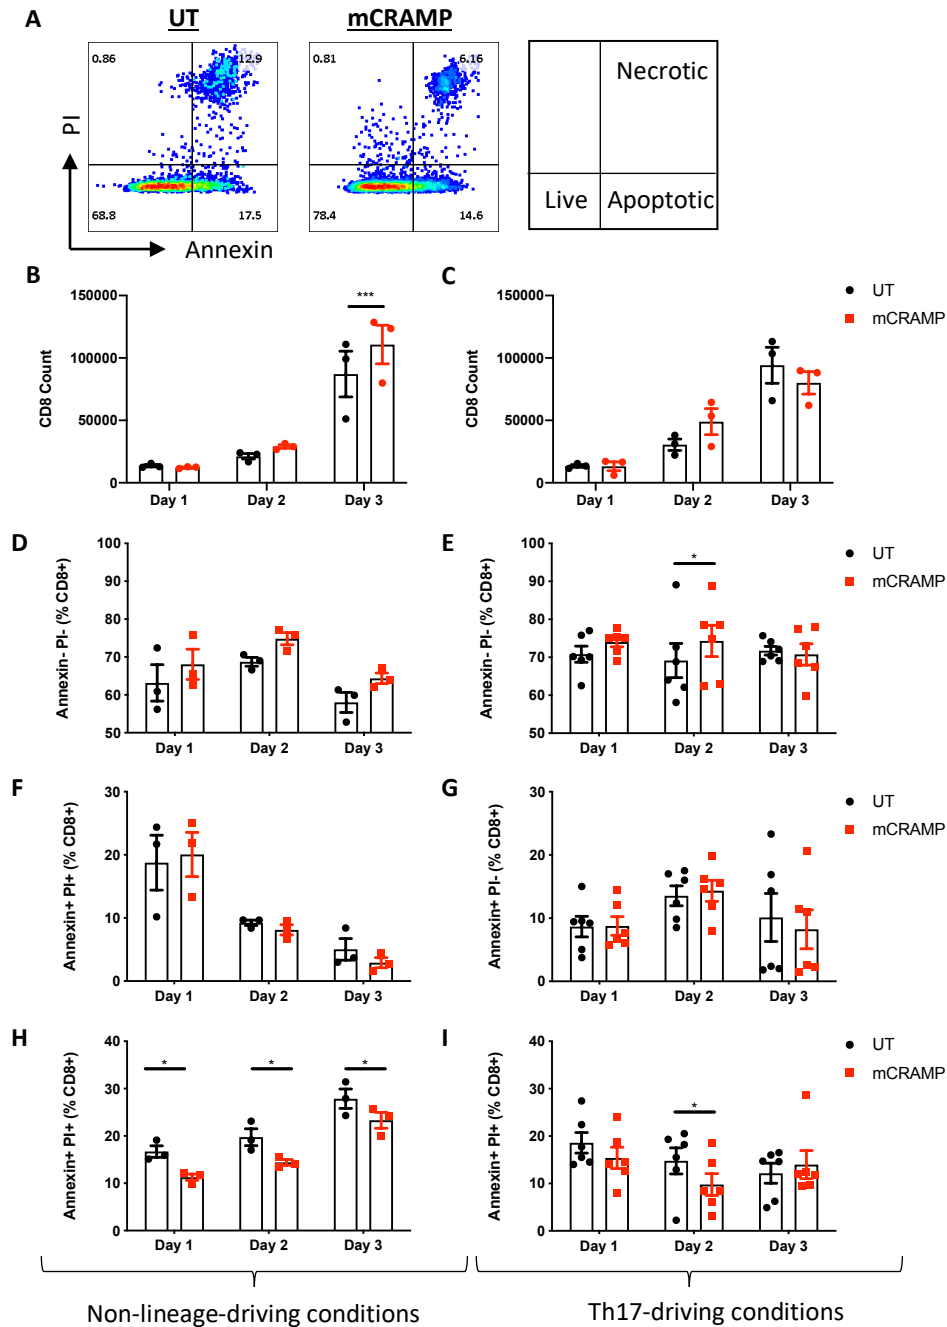 A
UT
mCRAMP
0.86
12.9
0.81
6.16
Necrotic
PI
68.8
17.5
78.4
14.6
Live
Apoptotic
Annexin
B
C
150000
***
100000
CD8 Count
50000
0
Day 1
Day 2
Day 3
150000
100000
CD8 Count
50000
0
Day 1
Day 2
Day 3
UT
mCRAMP
D
E
100
90
80
70
60
50
Annexin- PI- (% CD8+)
Day 1
Day 2
Day 3
100
90
80
70
60
50
Annexin- PI- (% CD8+)
*
Day 1
Day 2
Day 3
UT
mCRAMP
F
G
30
20
10
0
Annexin+ PI+ (% CD8+)
Day 1
Day 2
Day 3
30
20
10
0
Annexin+ PI- (% CD8+)
Day 1
Day 2
Day 3
UT
mCRAMP
H
I
40
30
20
10
0
Annexin+ PI+ (% CD8+)
*
*
*
Day 1
Day 2
Day 3
40
30
20
10
0
Annexin+ PI+ (% CD8+)
*
Day 1
Day 2
Day 3
UT
mCRAMP
Non-lineage-driving conditions
Th17-driving conditions